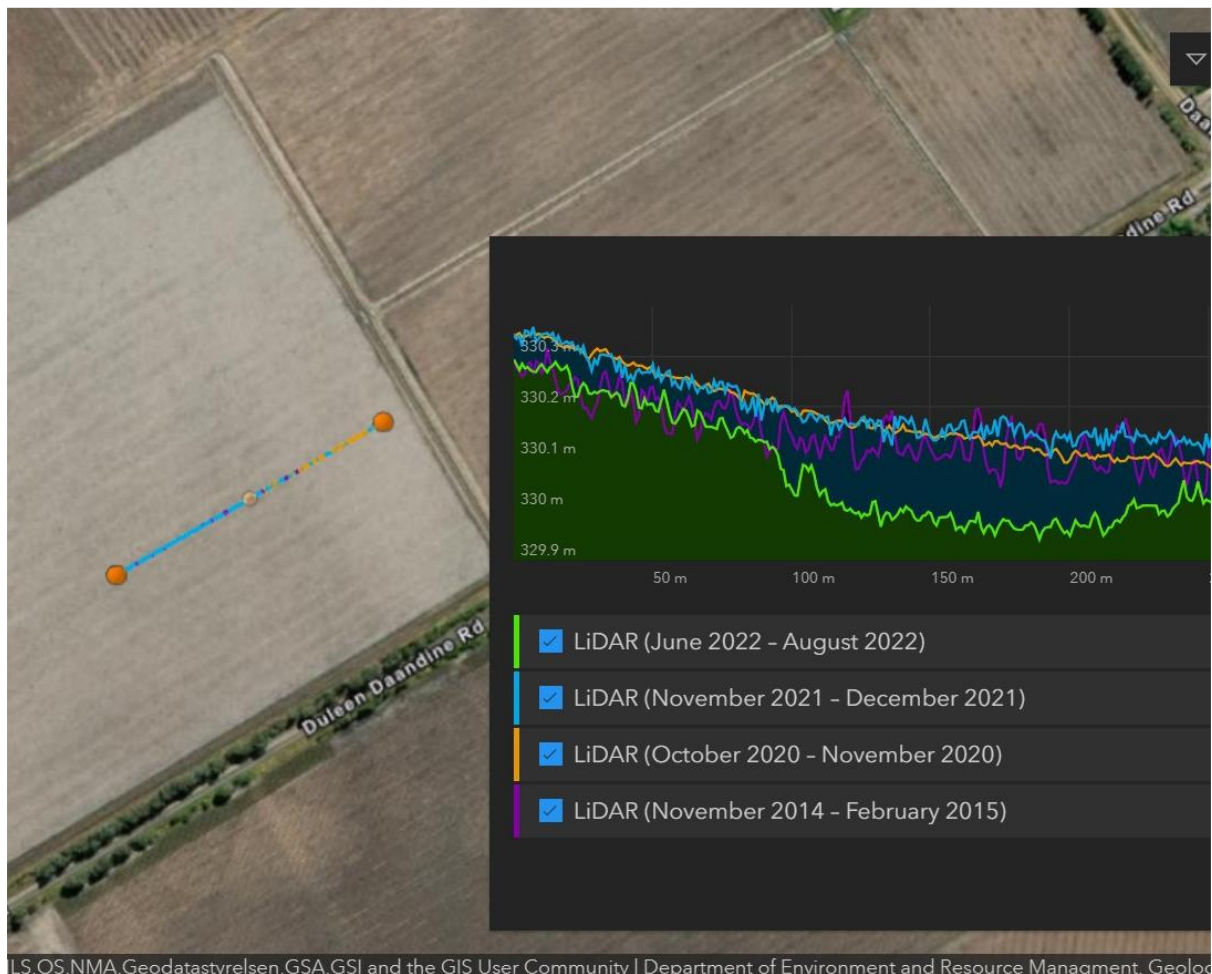 Daa
dine Rd
330.3 m
330.2 m
330.1 m
330 m
329.9 m
50 m 100 m 150 m 200 m
Duleen Daandine Rd
LiDAR (June 2022 – August 2022)
LiDAR (November 2021 – December 2021)
LiDAR (October 2020 – November 2020)
LiDAR (November 2014 – February 2015)
ILS,OS,NMA,Geodatastyrelsen,GSA,GSI and the GIS User Community | Department of Environment and Resource Managment, Geoloc